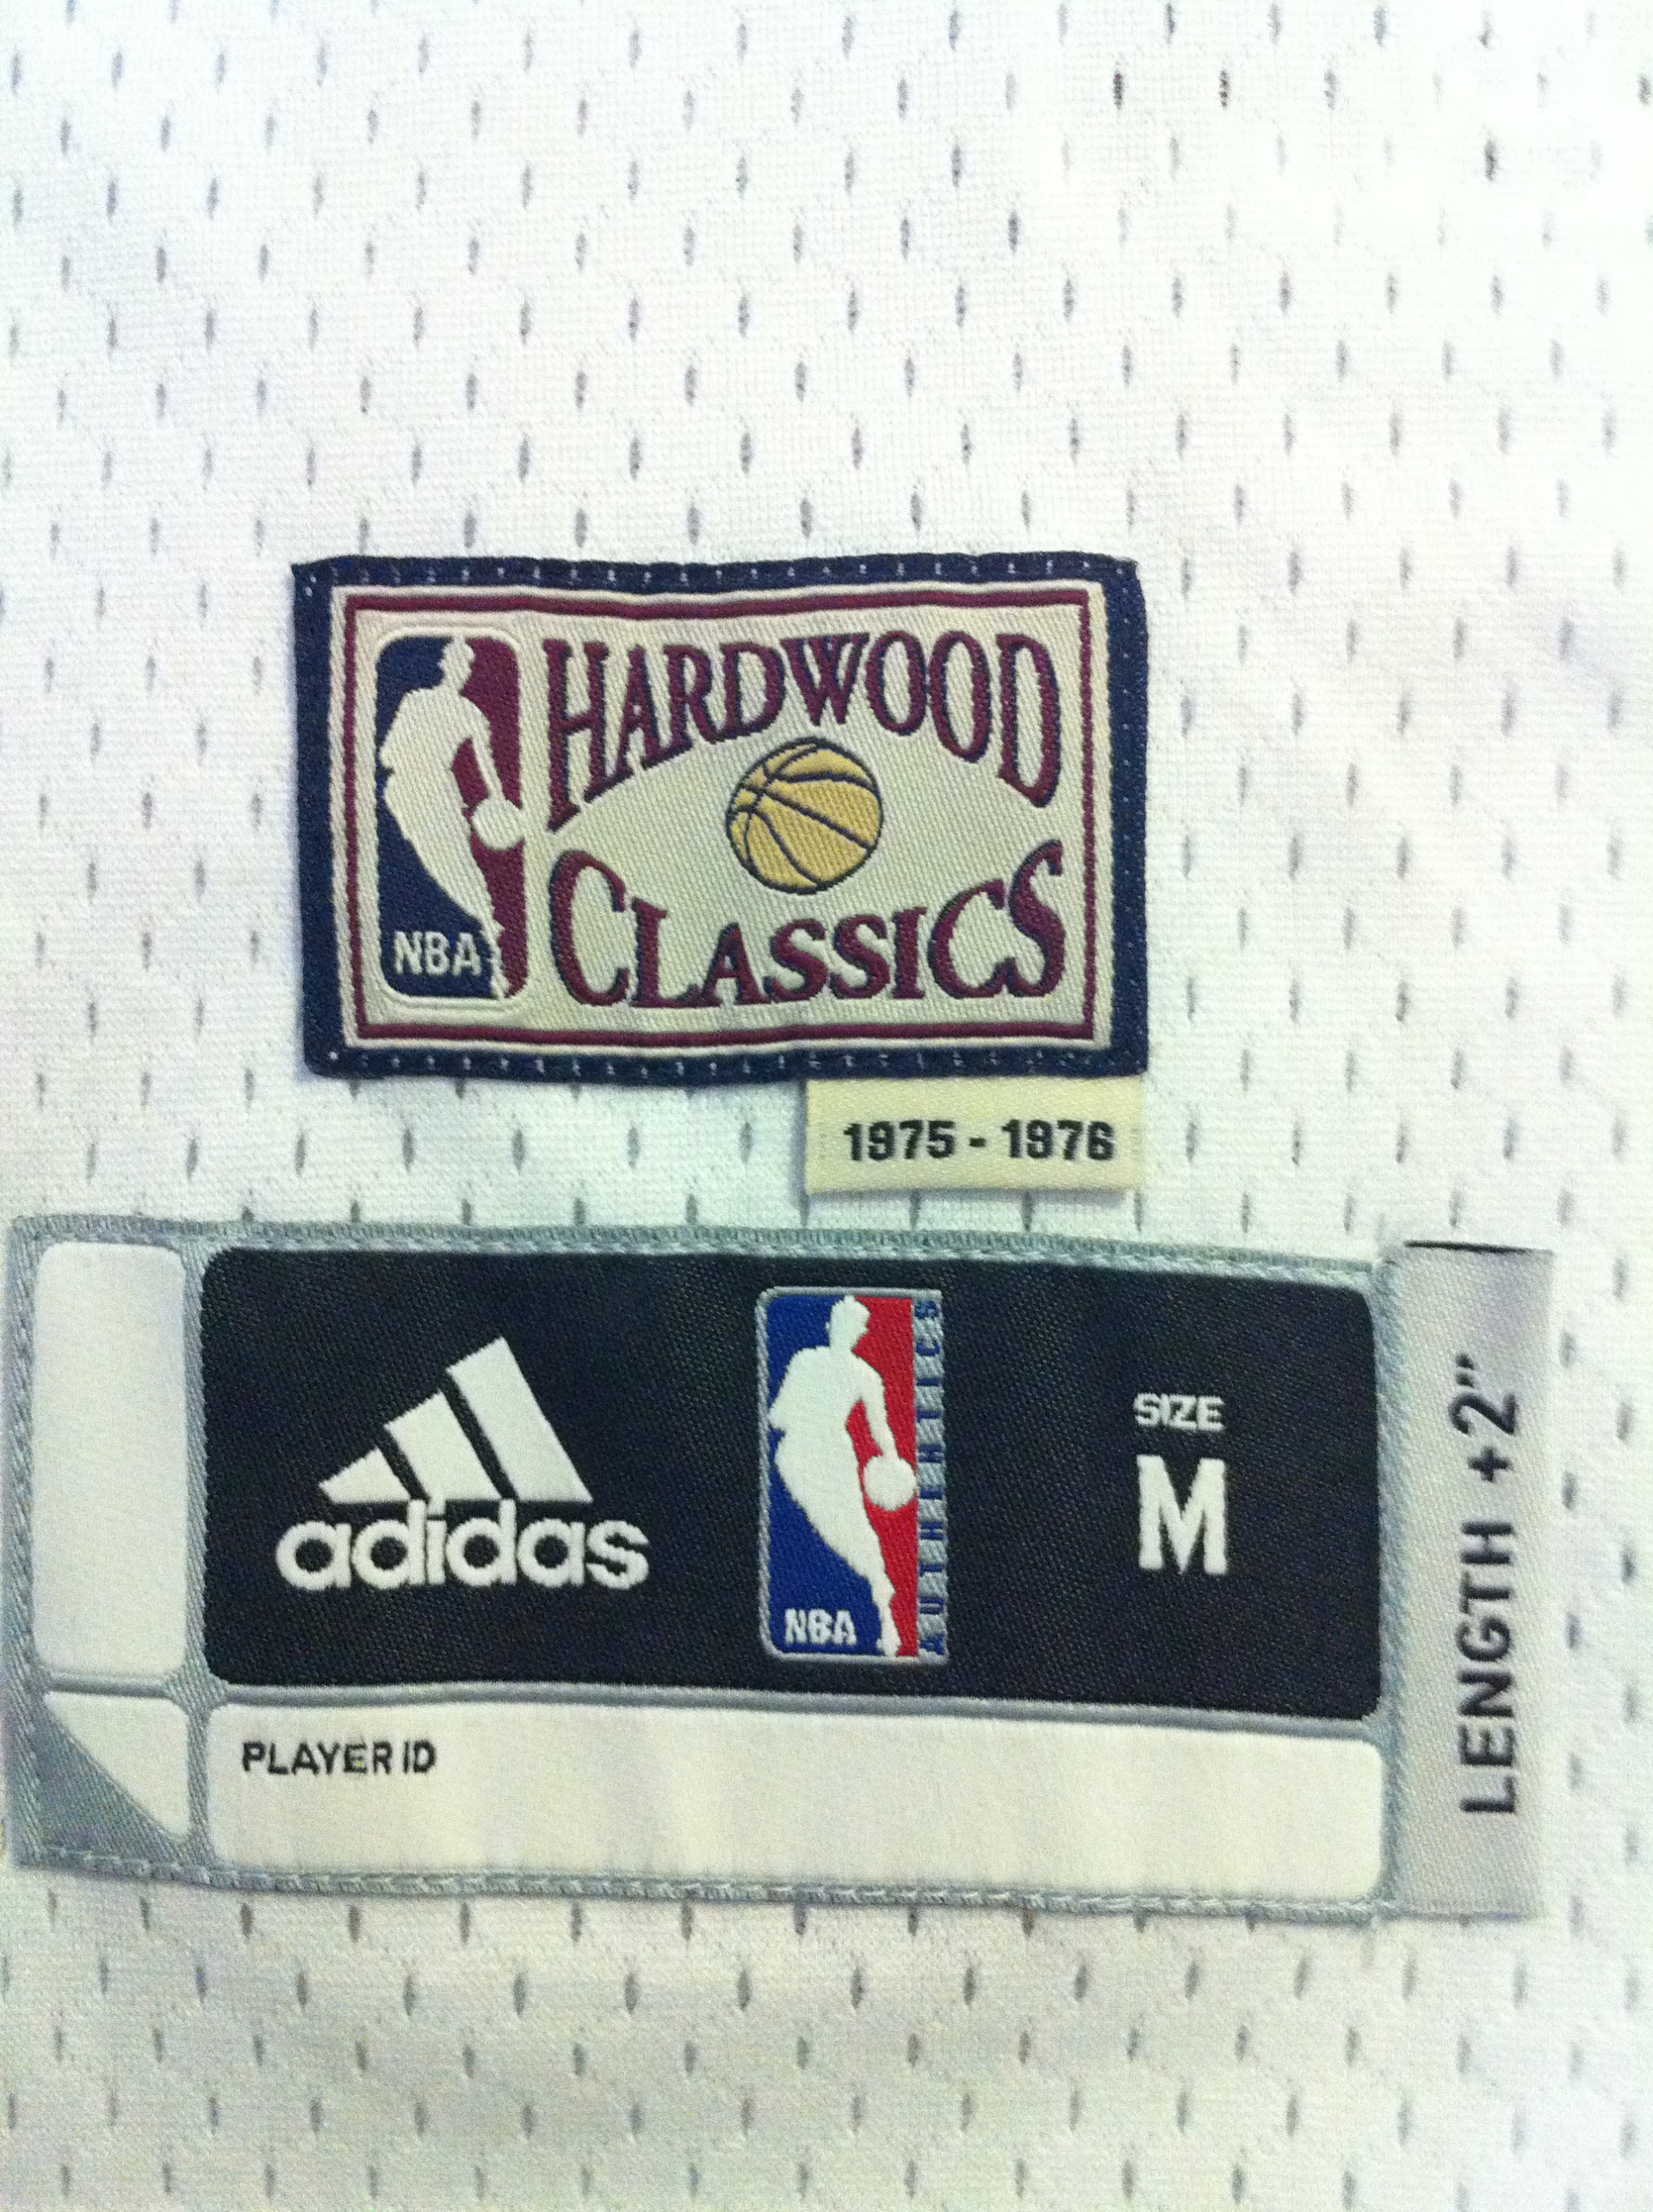 HARDWOOD
CLASSICS
NBA
1975 - 1976
adidas
NBA
AUTHENTICS
SIZE
M
LENGTH +2"
PLAYER ID